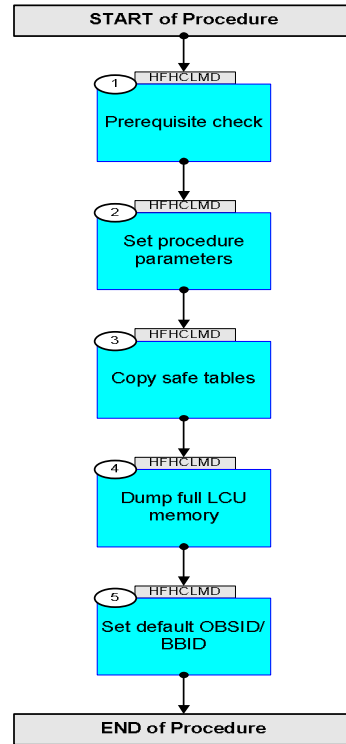 START of Procedure
HFHCLMD
1
Prerequisite check
HFHCLMD
2
Set procedure
parameters
HFHCLMD
3
Copy safe tables
HFHCLMD
4
Dump full LCU
memory
HFHCLMD
5
Set default OBSID/
BBID
END of Procedure